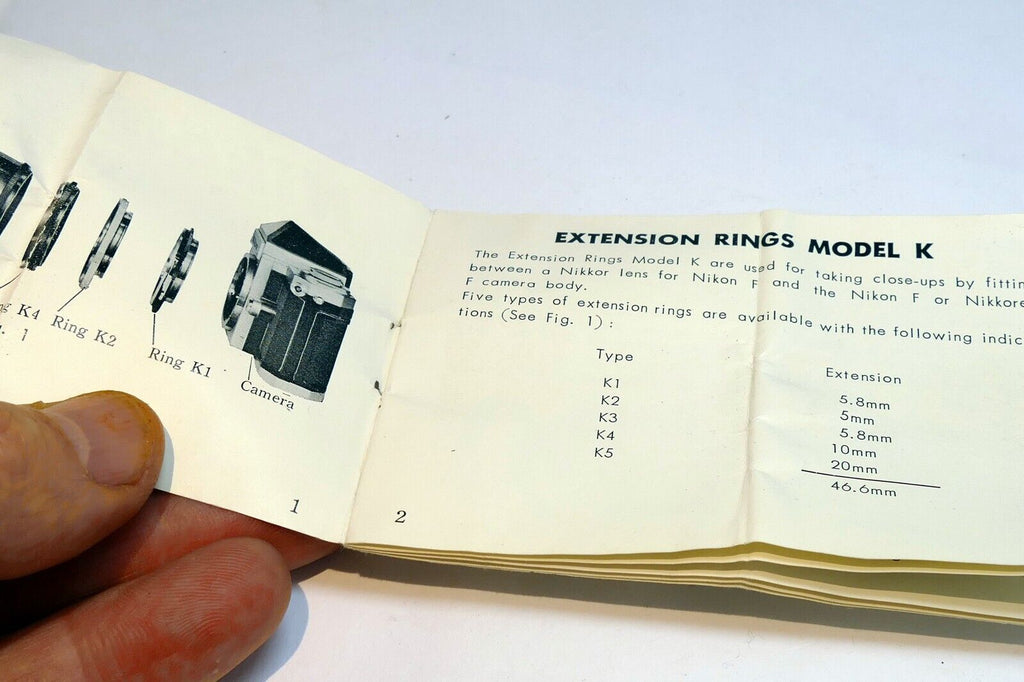 K4
Ring K2
Ring K1
Camera
1
1
EXTENSION RINGS MODEL K
The Extension Rings Model K are used for taking close-ups by
between a Nikkor lens for Nikon F and the Nikon F or
F camera body.
Five types of extension rings are available with the following
tions (See Fig. 1) :
Type Extension
K1 5.8mm
K2 5mm
K3 5.8mm
K4 10mm
K5 20mm
46.6mm
2